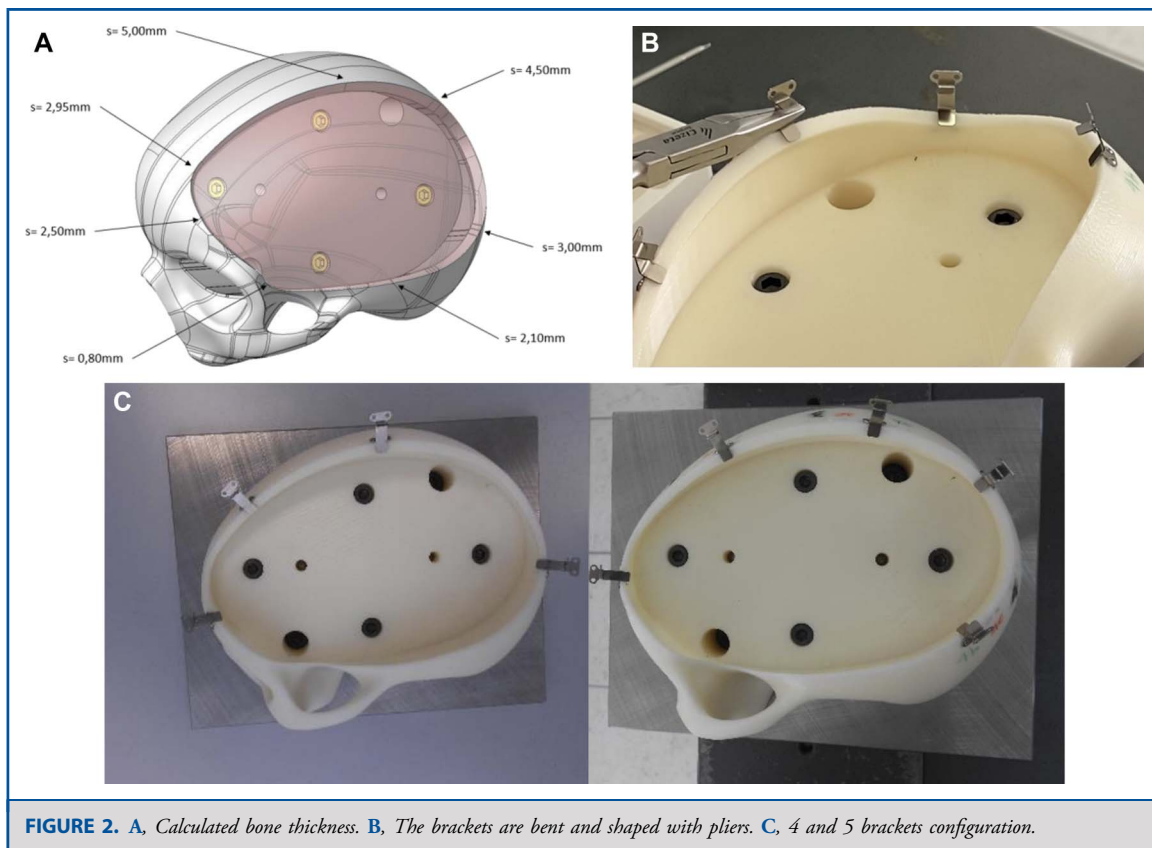 A
s= 5,00mm
s= 4,50mm
s= 2,95mm
s= 2,50mm
s= 3,00mm
s= 2,10mm
s= 0,80mm
B
Cizeta
C
FIGURE 2. A, Calculated bone thickness. B, The brackets are bent and shaped with pliers. C, 4 and 5 brackets configuration.